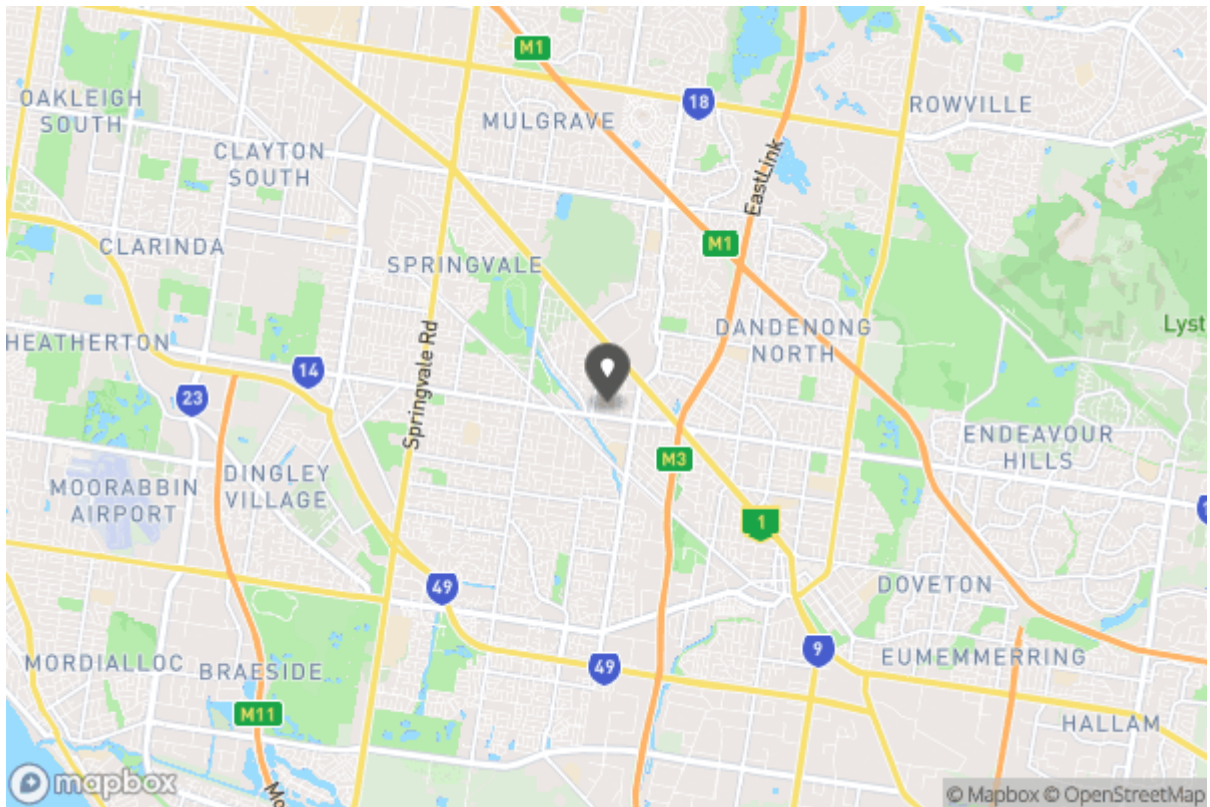 M1
18
ROWVILLE
OAKLEIGH
SOUTH
MULGRAVE
CLAYTON
SOUTH
EastLink
M1
CLARINDA
SPRINGVALE
Lyst
DANDENONG
NORTH
HEATHERTON
14
Springvale Rd
23
ENDEAVOUR
HILLS
M3
DINGLEY
VILLAGE
MOORABBIN
AIRPORT
1
49
DOVETON
9
EUMEMMERRING
MORDIALLOC
BRAESIDE
49
M11
HALLAM
Mo
mapbox
© Mapbox © OpenStreetMap